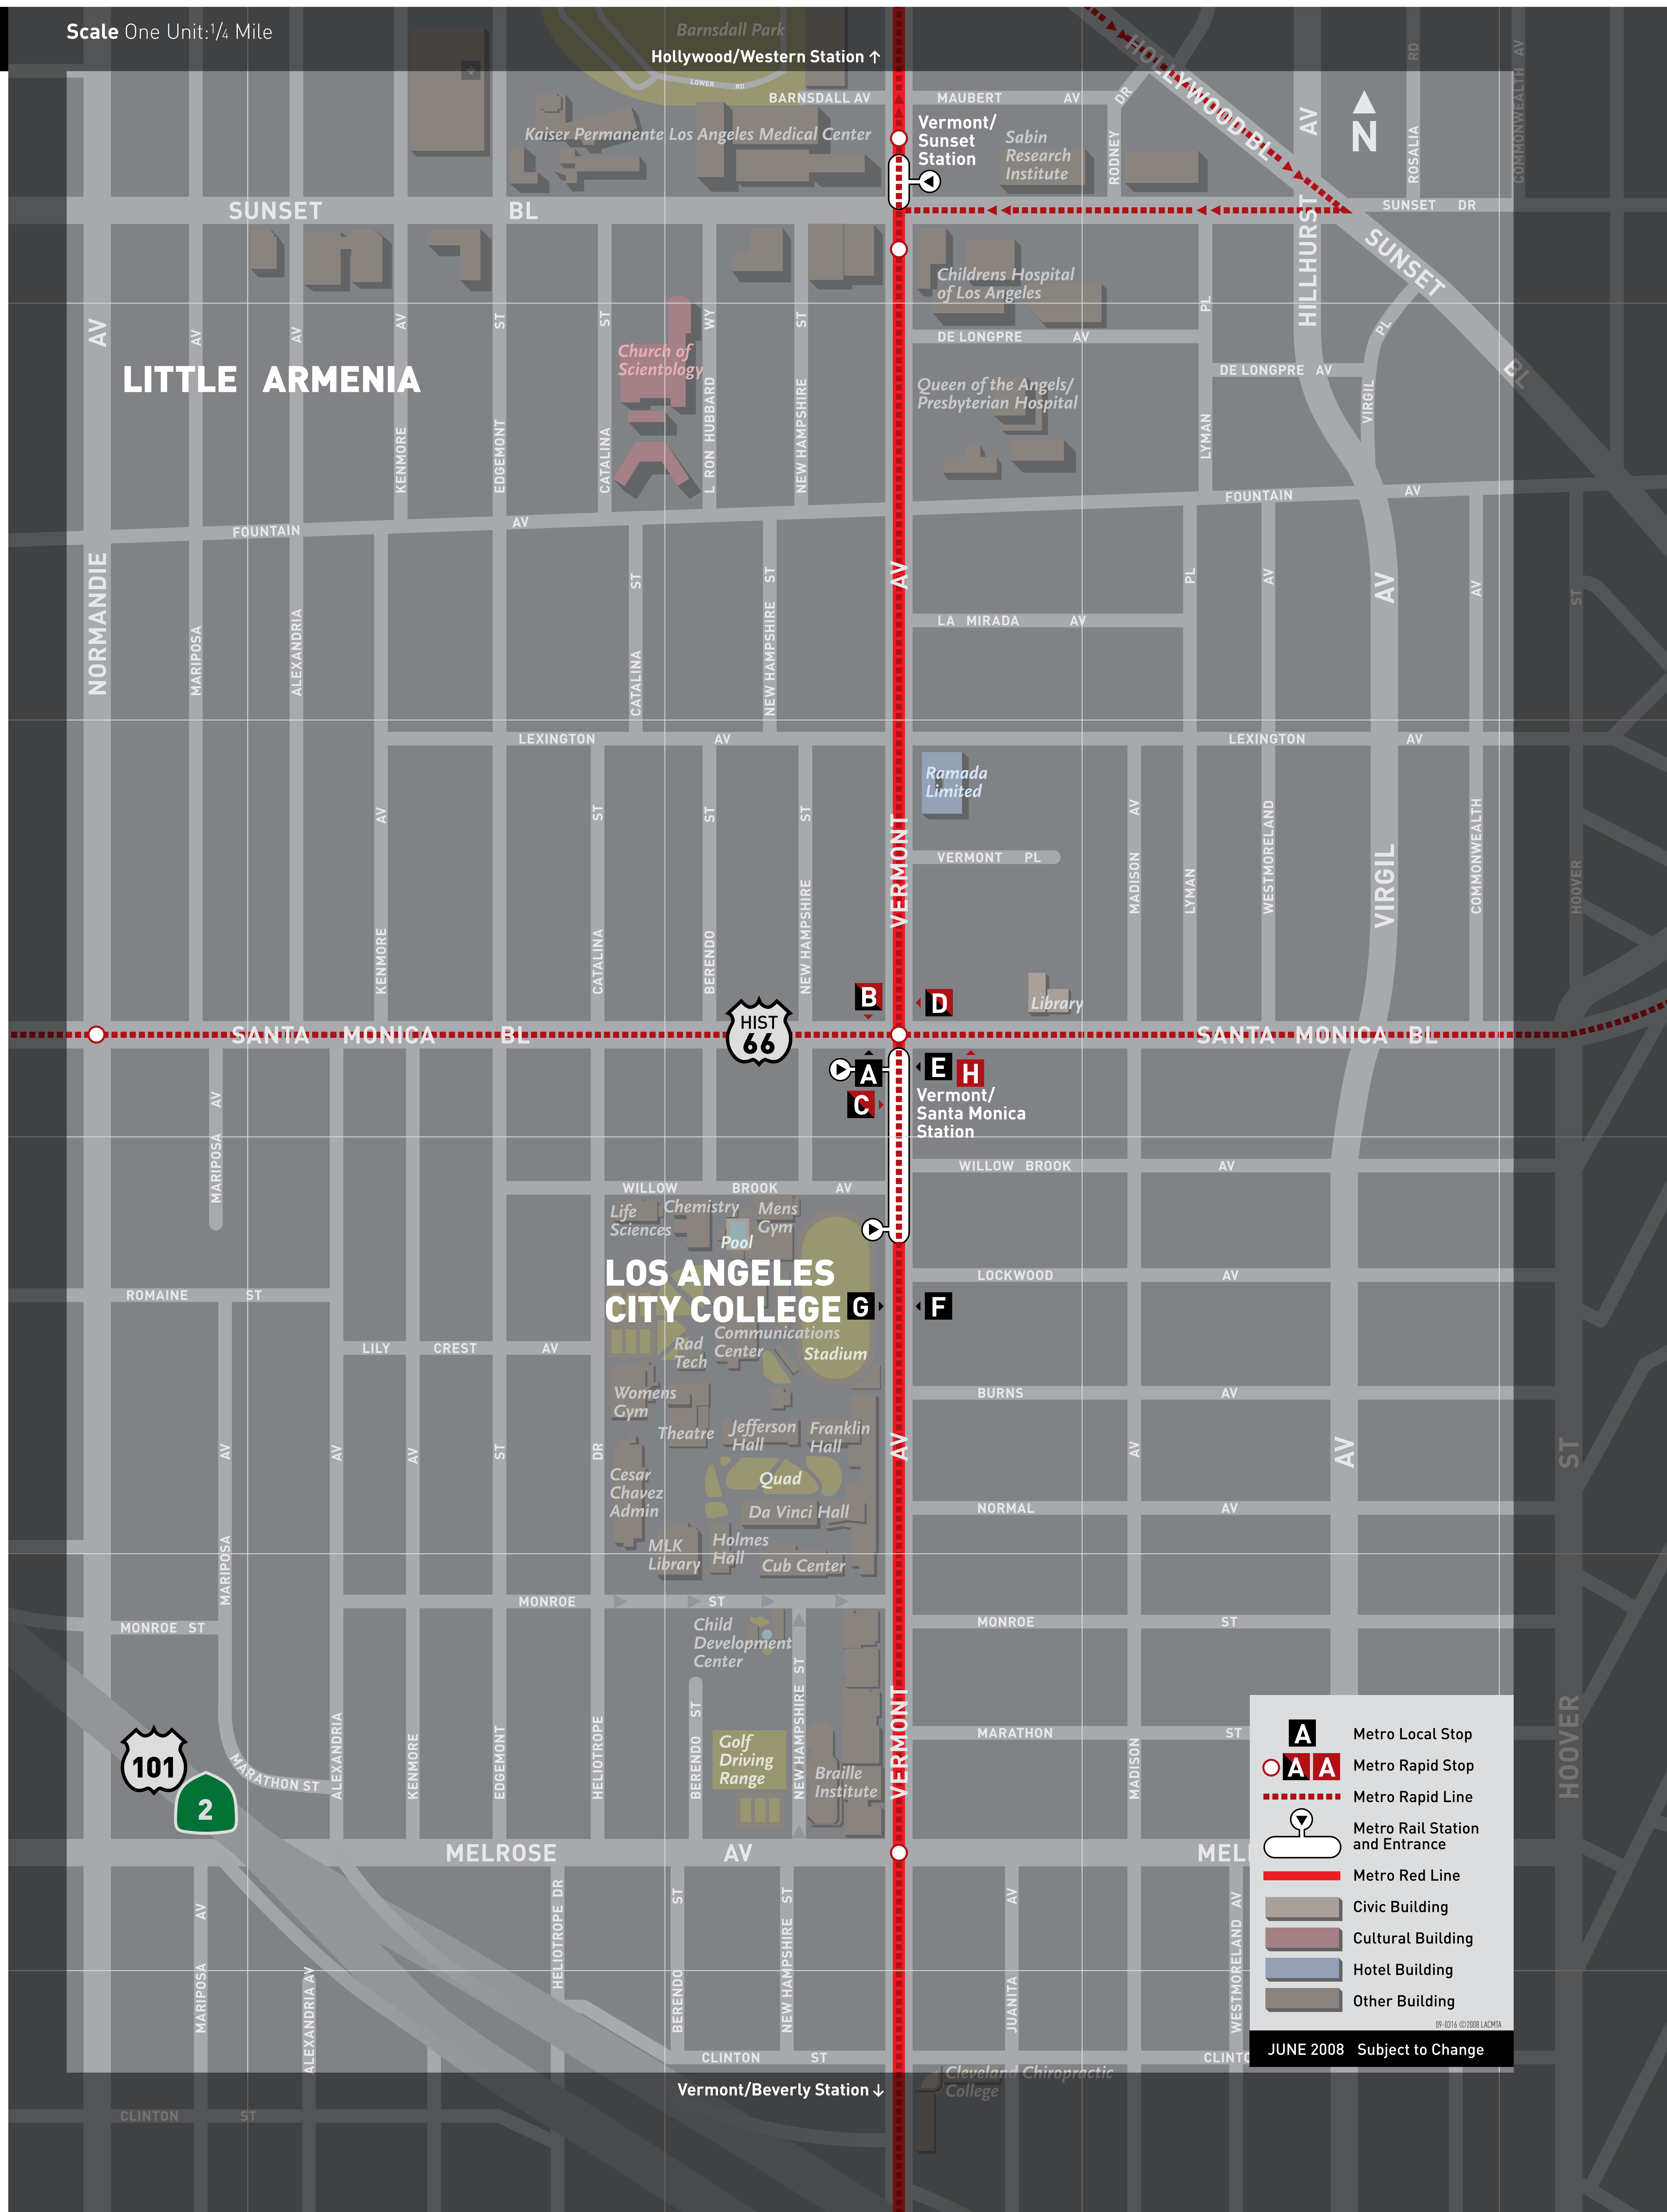 Scale One Unit:1/4 Mile
Barnsdall Park
Hollywood/Western Station ↑
LOWER RD
BARNSDALL AV
MAUBERT AV
DR
HOLLYWOOD BL
AV
RD
COMMONWEALTH AV
N
Kaiser Permanente Los Angeles Medical Center
Vermont/
Sunset
Station
Sabin
Research
Institute
RODNEY
ROSALIA
SUNSET BL
SUNSET DR
HILLHURST
SUNSET
BL
Childrens Hospital
of Los Angeles
AV
AV
AV
AV
ST
ST
WY
ST
PL
PL
DE LONGPRE AV
DE LONGPRE AV
LITTLE ARMENIA
Church of
Scientology
Queen of the Angels/
Presbyterian Hospital
KENMORE
EDGEMONT
CATALINA
L RON HUBBARD
NEW HAMPSHIRE
LYMAN
VIRGIL
FOUNTAIN AV
FOUNTAIN AV
NORMANDIE
MARIPOSA
ALEXANDRIA
CATALINA ST
NEW HAMPSHIRE ST
AV
PL
AV
AV
AV
ST
LA MIRADA AV
LEXINGTON AV
LEXINGTON AV
Ramada
Limited
KENMORE AV
CATALINA ST
BERENDO ST
NEW HAMPSHIRE ST
VERMONT
VERMONT PL
MADISON AV
LYMAN
WESTMORELAND
VIRGIL
COMMONWEALTH
HOOVER
B
D
Library
SANTA MONICA BL
HIST
66
SANTA MONICA BL
A
E
H
C
Vermont/
Santa Monica
Station
MARIPOSA AV
WILLOW BROOK AV
WILLOW BROOK AV
Life
Sciences
Chemistry
Mens
Gym
Pool
LOS ANGELES
CITY COLLEGE
G
F
LOCKWOOD AV
ROMAINE ST
LILY CREST AV
Rad
Tech
Communications
Center
Stadium
BURNS AV
Womens
Gym
Theatre
Jefferson
Hall
Franklin
Hall
AV
AV
AV
ST
DR
AV
AV
AV
ST
Cesar
Chavez
Admin
Quad
Da Vinci Hall
NORMAL AV
MARIPOSA
MLK
Library
Holmes
Hall
Cub Center
MONROE ST
MONROE ST
MONROE ST
Child
Development
Center
BERENDO ST
NEW HAMPSHIRE ST
VERMONT
MARATHON ST
101
2
MARATHON ST
ALEXANDRIA
KENMORE
EDGEMONT
HELIOTROPE
Golf
Driving
Range
Braille
Institute
MADISON
HOOVER
MELROSE AV
MEL
MARIPOSA AV
ALEXANDRIA AV
HELIOTROPE DR
BERENDO ST
NEW HAMPSHIRE ST
JUANITA AV
WESTMORELAND AV
CLINTON ST
CLINT
Vermont/Beverly Station ↓
Cleveland Chiropractic
College
CLINTON ST
A Metro Local Stop
A A Metro Rapid Stop
Metro Rapid Line
Metro Rail Station
and Entrance
Metro Red Line
Civic Building
Cultural Building
Hotel Building
Other Building
09-0316 ©2008 LACMTA
JUNE 2008 Subject to Change